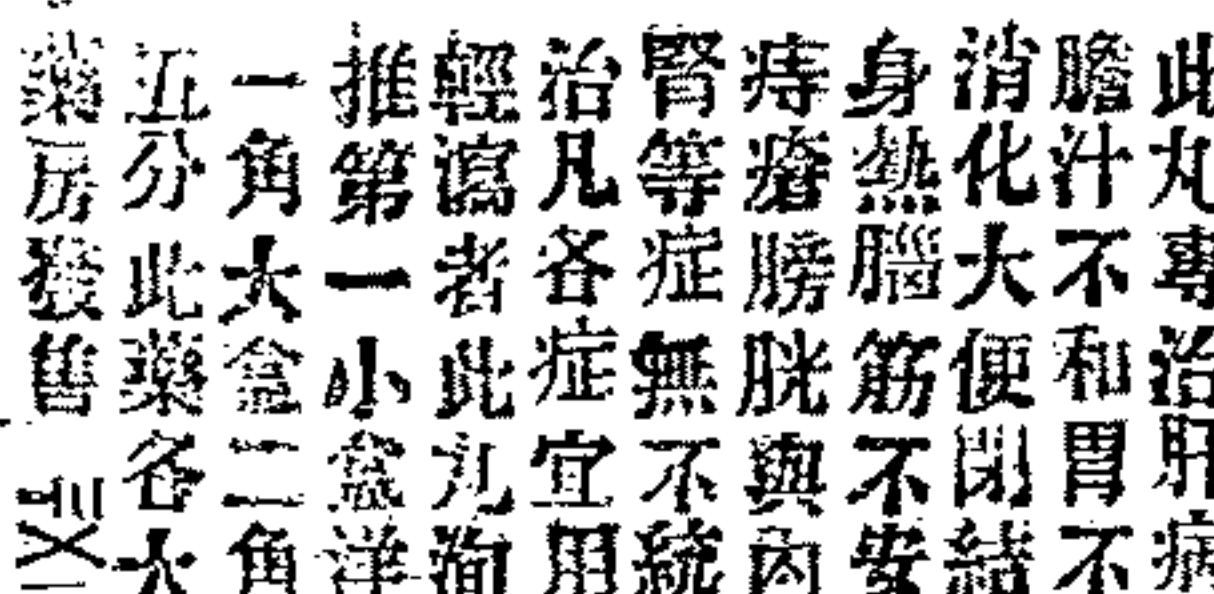 此丸專治肝病
膽汁不和胃不
消化大便閉結
身熱腦筋不安
痔瘡膀胱與內
腎等症無不統
治凡各症宜用
輕瀉者此丸洵
推第一小盒洋
一角大盒二角
五分此藥各大
藥房發售